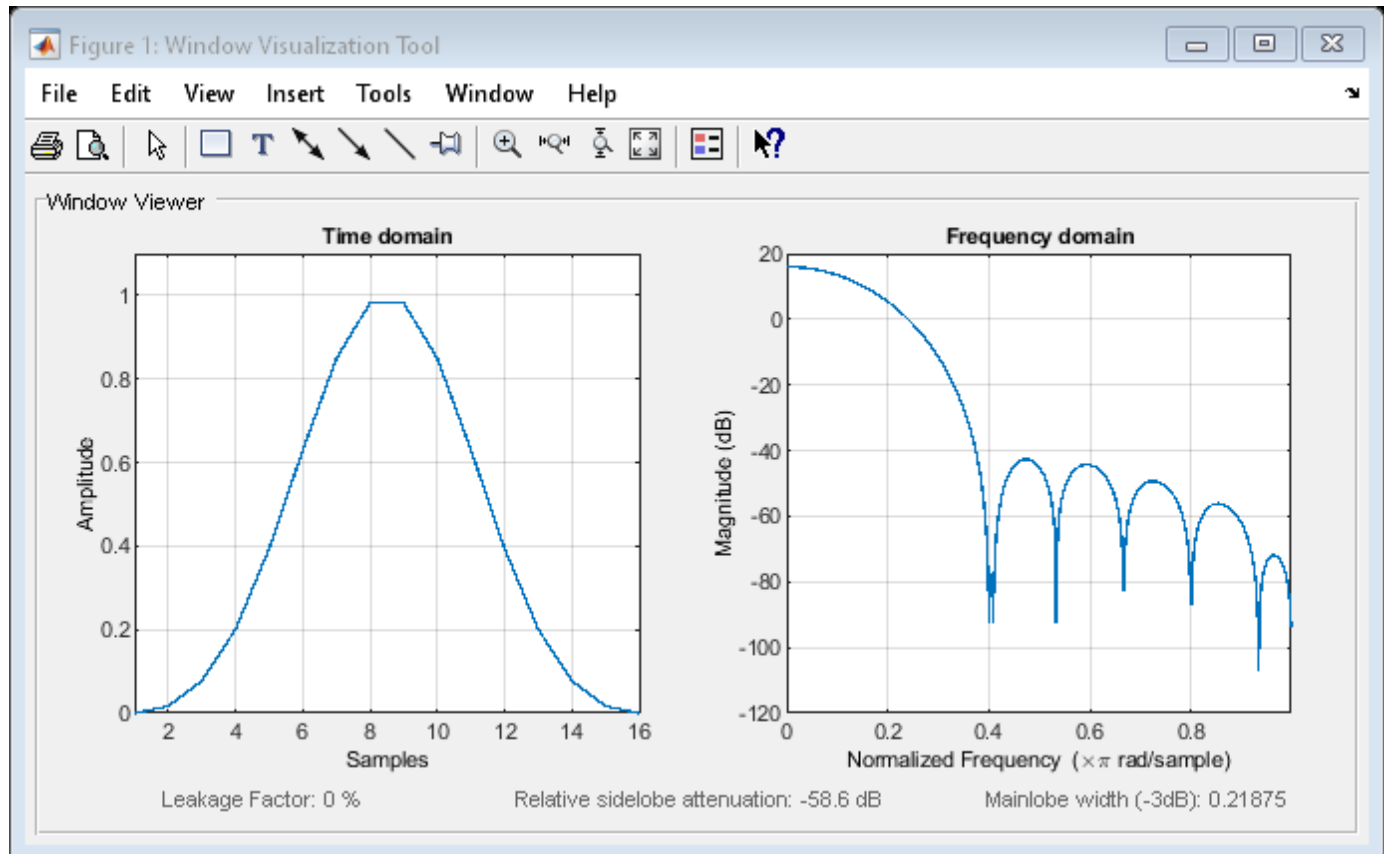 Figure 1: Window Visualization Tool
File Edit View Insert Tools Window Help
T
Window Viewer
Time domain
1
0.8
0.6
0.4
0.2
0
Amplitude
2 4 6 8 10 12 14 16
Samples
Frequency domain
20
0
-20
-40
-60
-80
-100
-120
Magnitude (dB)
0 0.2 0.4 0.6 0.8
Normalized Frequency (×π rad/sample)
Leakage Factor: 0 % Relative sidelobe attenuation: -58.6 dB Mainlobe width (-3dB): 0.21875